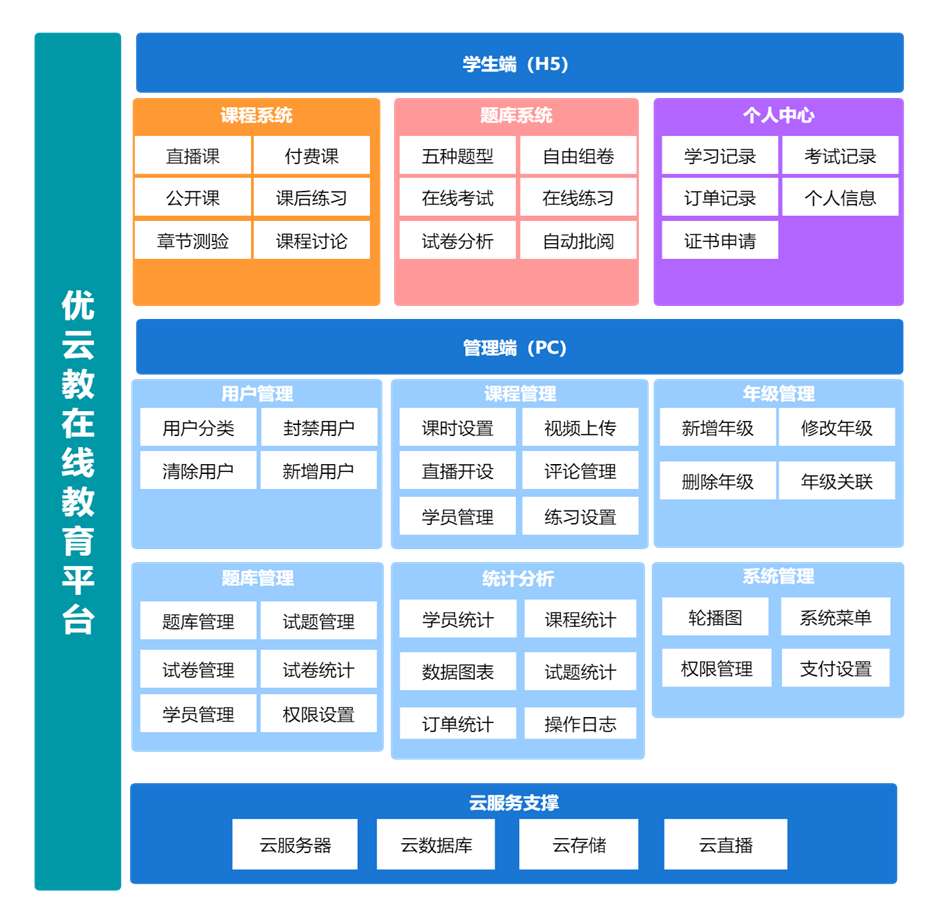 优云教在线教育平台
学生端（H5）
课程系统
直播课 付费课
公开课 课后练习
章节测验 课程讨论
题库系统
五种题型 自由组卷
在线考试 在线练习
试卷分析 自动批阅
个人中心
学习记录 考试记录
订单记录 个人信息
证书申请
管理端（PC）
用户管理
用户分类 封禁用户
清除用户 新增用户
课程管理
课时设置 视频上传
直播开设 评论管理
学员管理 练习设置
年级管理
新增年级 修改年级
删除年级 年级关联
题库管理
题库管理 试题管理
试卷管理 试卷统计
学员管理 权限设置
统计分析
学员统计 课程统计
数据图表 试题统计
订单统计 操作日志
系统管理
轮播图 系统菜单
权限管理 支付设置
云服务支撑
云服务器 云数据库 云存储 云直播